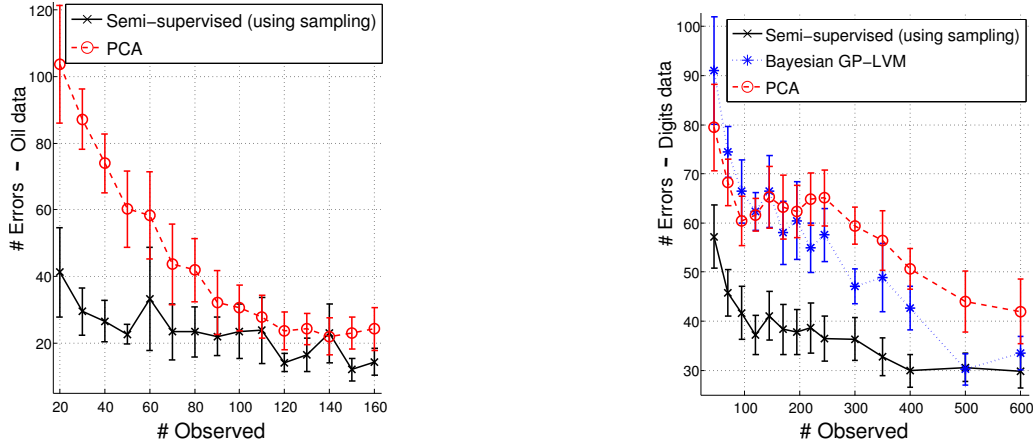 Semi−supervised (using sampling)
PCA
120
100
80
60
40
20
# Errors − Oil data
20 40 60 80 100 120 140 160
# Observed
Semi−supervised (using sampling)
Bayesian GP−LVM
PCA
100
90
80
70
60
50
40
30
# Errors − Digits data
100 200 300 400 500 600
# Observed